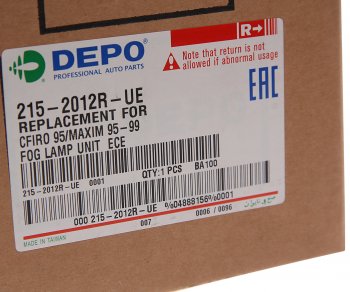 DEPO®
PROFESSIONAL AUTO PARTS
R→
Note that return is not
allowed if abnormal usage
EAC
215-2012R-UE
REPLACEMENT FOR
CFIRO 95/MAXIM 95-99
FOG LAMP UNIT ECE
215-2012R-UE 0001
QTY:1 PCS BA100
000 215-2012R-UE %04888156%0001
007 0006 / 0096
MADE IN TAIWAN